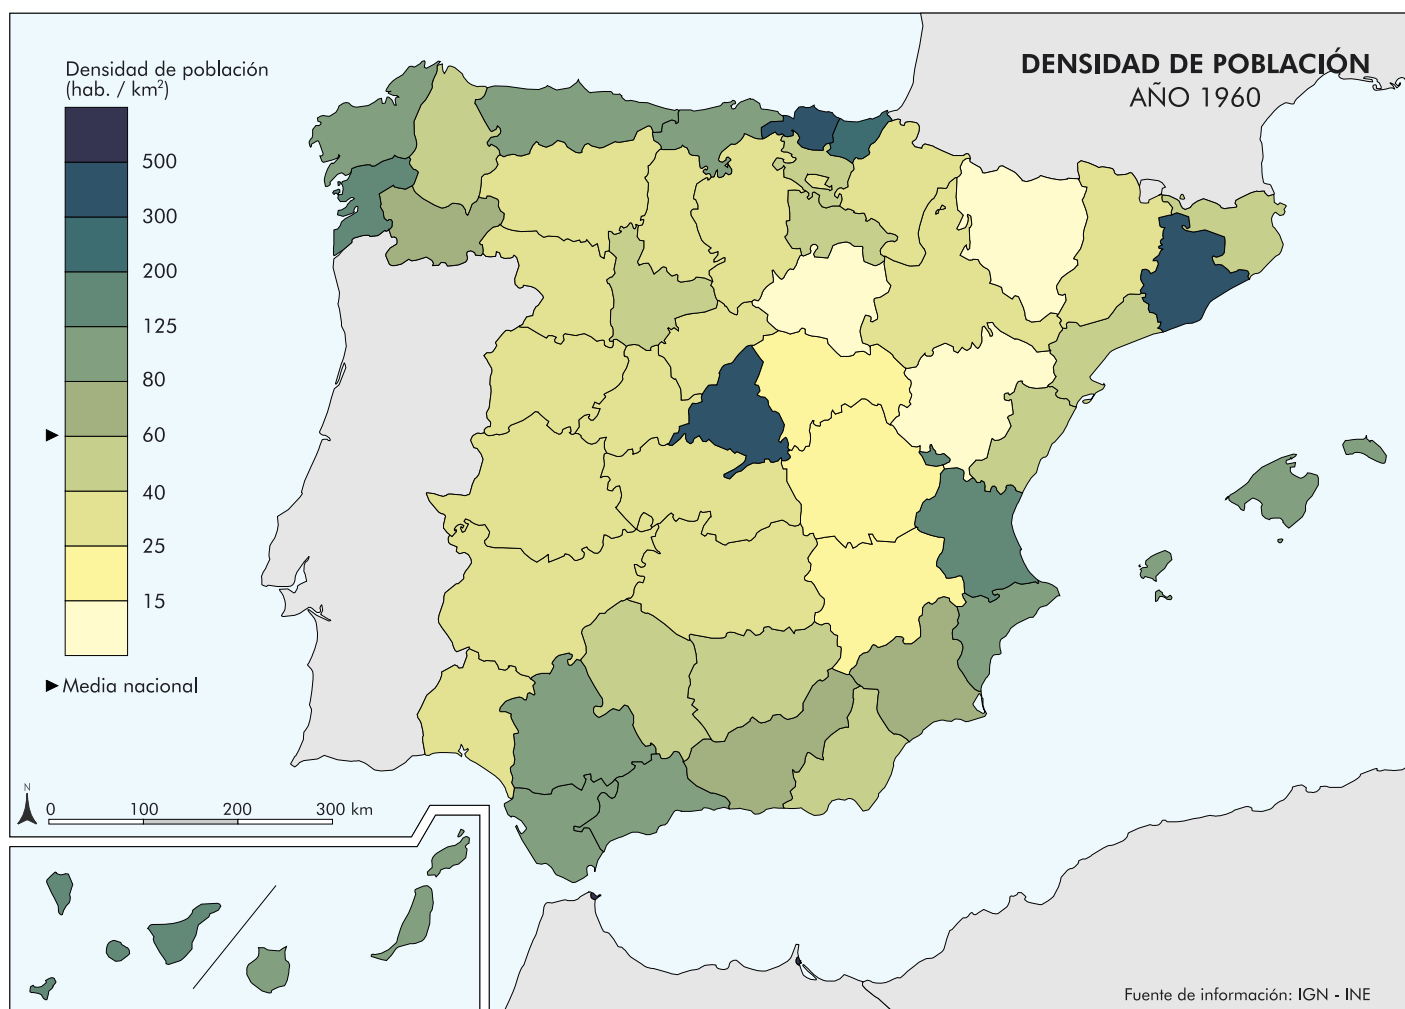 DENSIDAD DE POBLACIÓN
AÑO 1960
Densidad de población
(hab. / km²)
500
300
200
125
80
60
40
25
15
Media nacional
N
0 100 200 300 km
Fuente de información: IGN - INE